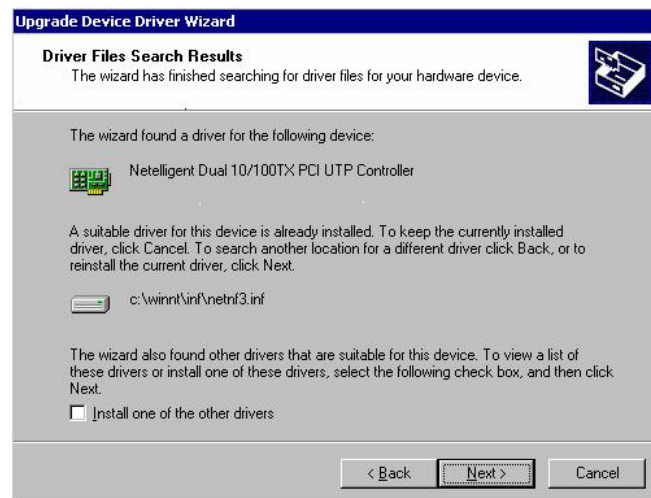 Upgrade Device Driver Wizard
Driver Files Search Results
The wizard has finished searching for driver files for your hardware device.
The wizard found a driver for the following device:
Netelligent Dual 10/100TX PCI UTP Controller
A suitable driver for this device is already installed. To keep the currently installed
driver, click Cancel. To search another location for a different driver click Back, or to
reinstall the current driver, click Next.
c:\winnt\inf\netnf3.inf
The wizard also found other drivers that are suitable for this device. To view a list of
these drivers or install one of these drivers, select the following check box, and then click
Next.
Install one of the other drivers
< Back Next > Cancel